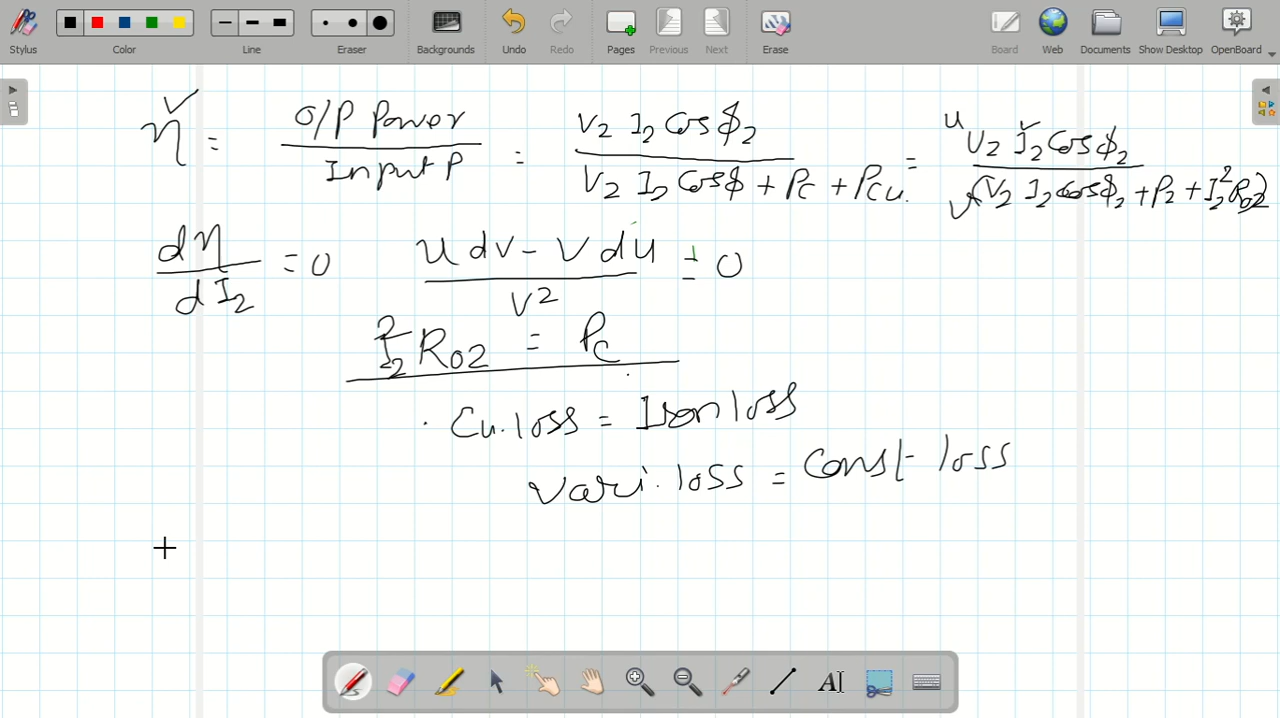 Stylus Color Line Eraser Backgrounds Undo Redo Pages Previous Next Erase Board Web Documents Show Desktop OpenBoard
η = O/P Power / Input P = V2 I2 Cosϕ2 / V2 I2 Cosϕ + Pc + PCu. = u V2 I2 Cosϕ2 / v (V2 I2 cosϕ2 + P2 + I2² R02)
dη / dI2 = 0 u dv - v du / v² = 0
I2² R02 = Pc
Cu. loss = Iron loss
vari. loss = Const loss